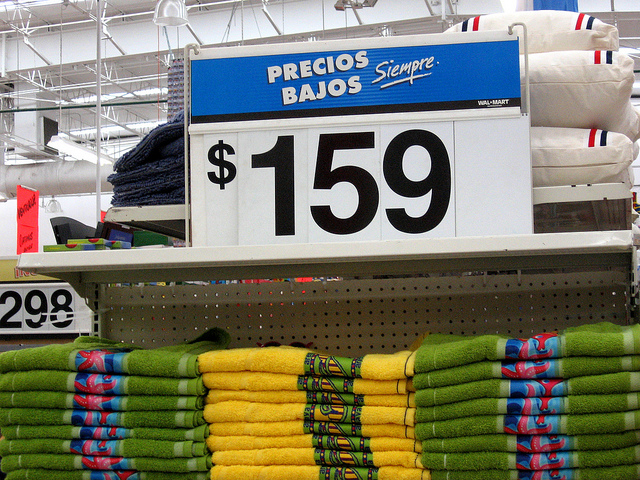 PRECIOS Siempre.
BAJOS
WAL-MART
$159
298